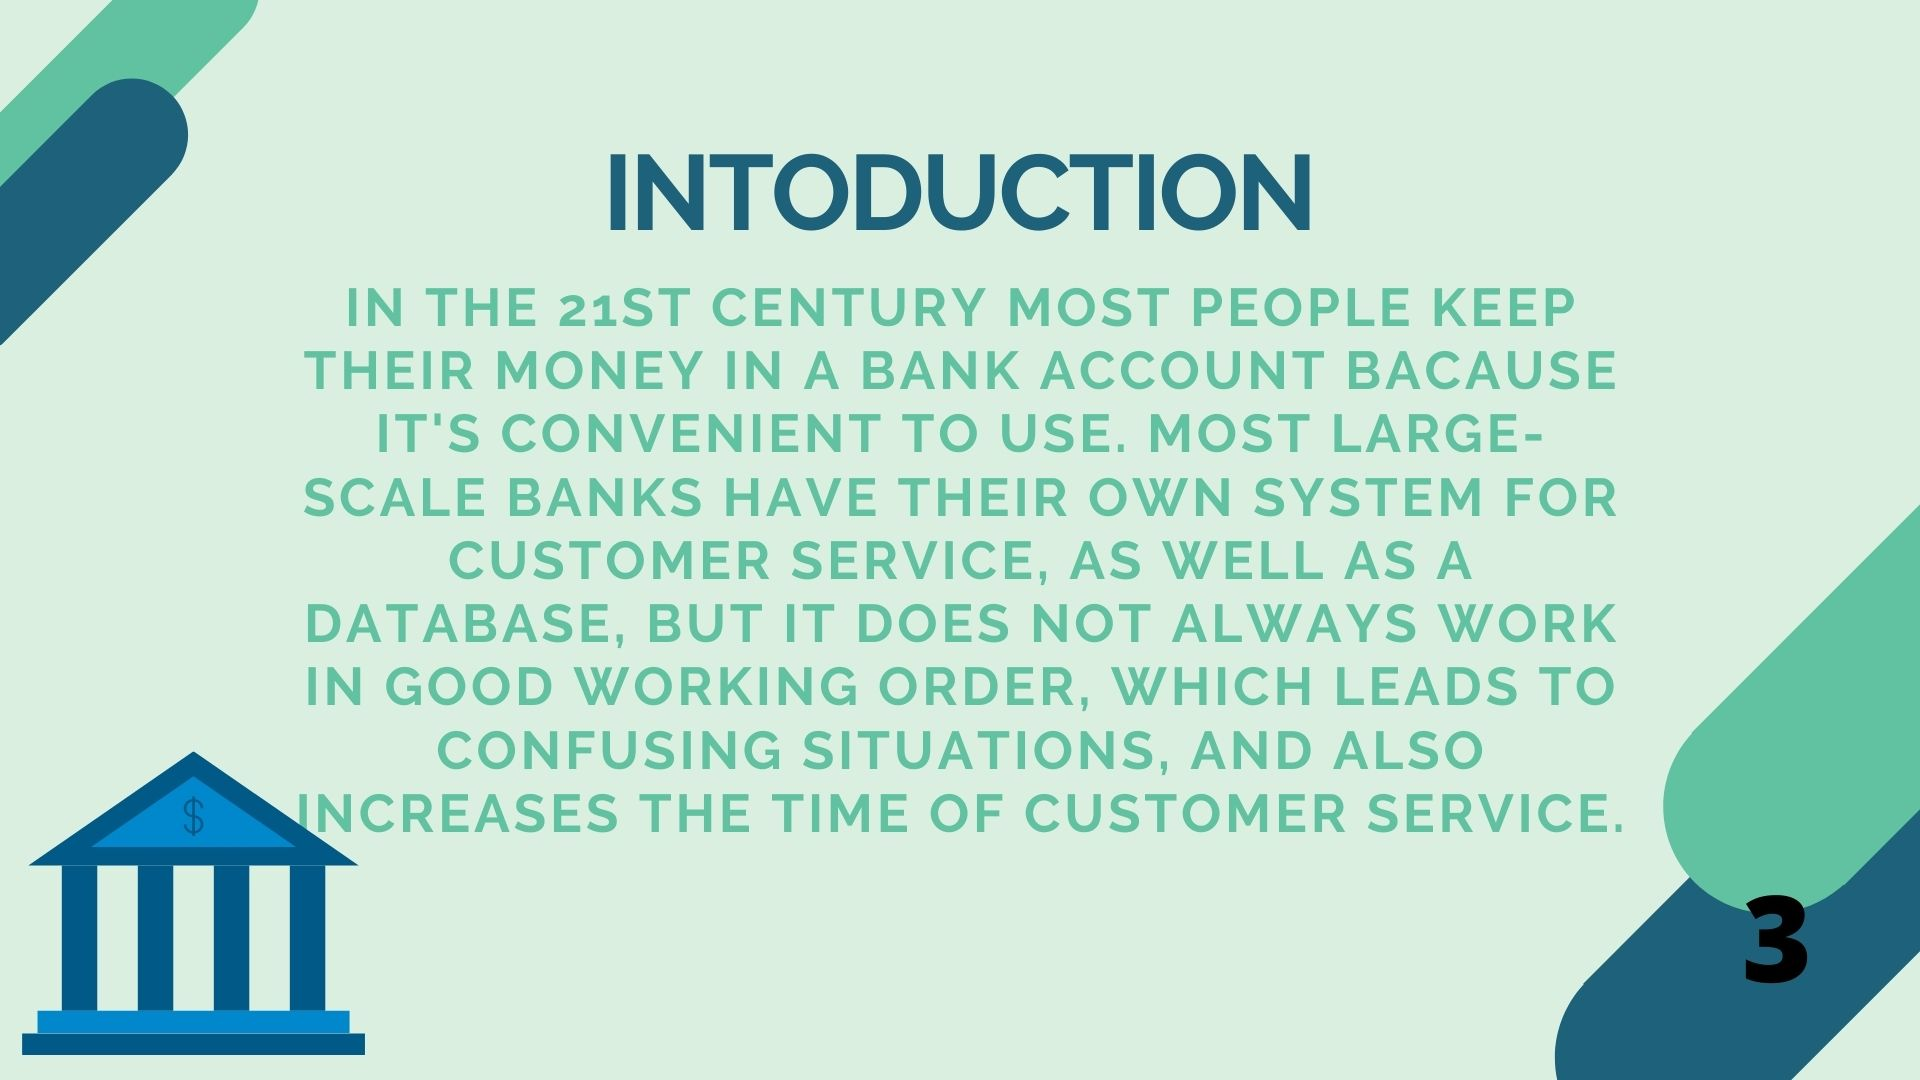 INTODUCTION
IN THE 21ST CENTURY MOST PEOPLE KEEP
THEIR MONEY IN A BANK ACCOUNT BACAUSE
IT'S CONVENIENT TO USE. MOST LARGE-
SCALE BANKS HAVE THEIR OWN SYSTEM FOR
CUSTOMER SERVICE, AS WELL AS A
DATABASE, BUT IT DOES NOT ALWAYS WORK
IN GOOD WORKING ORDER, WHICH LEADS TO
CONFUSING SITUATIONS, AND ALSO
INCREASES THE TIME OF CUSTOMER SERVICE.
$
3